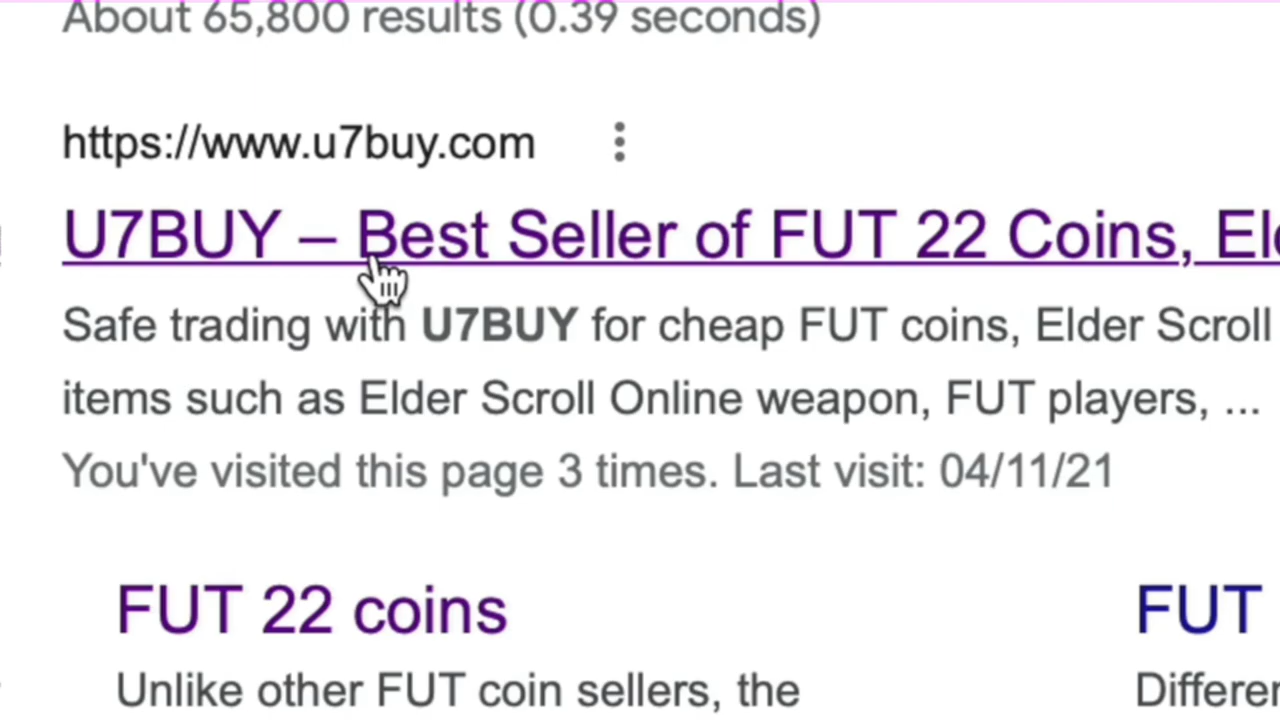 About 65,800 results (0.39 seconds)
https://www.u7buy.com
U7BUY – Best Seller of FUT 22 Coins,
Safe trading with U7BUY for cheap FUT coins, Elder Scroll
items such as Elder Scroll Online weapon, FUT players, ...
You've visited this page 3 times. Last visit: 04/11/21
FUT 22 coins
FUT
Unlike other FUT coin sellers, the